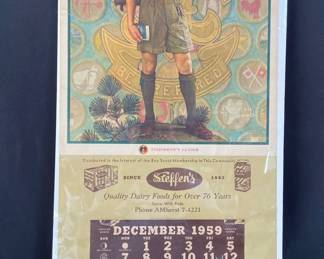 BE PREPARED
Distributed in the Interest of the Boy Scout Membership in This Community
SINCE Steffen's 1883
Quality Dairy Foods for Over 76 Years
Phone AMherst 7-4221
DECEMBER 1959
1 2 3 4 5
7 8 9 10 11 12